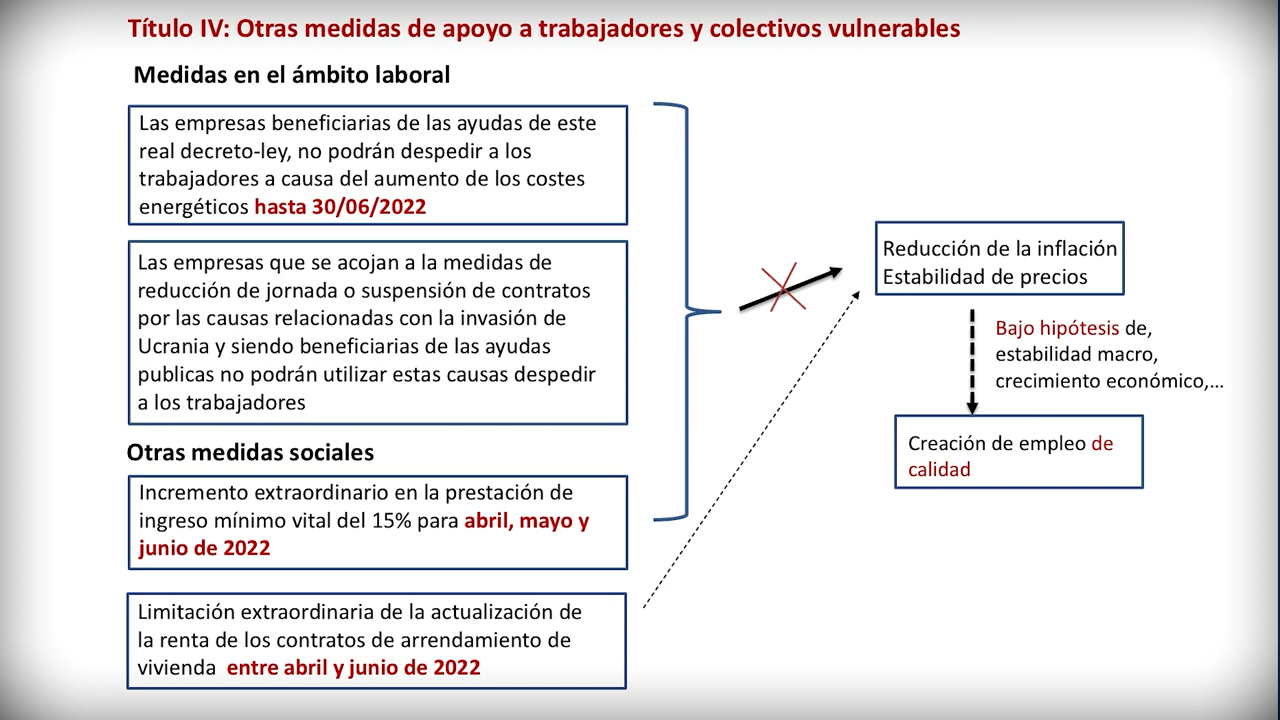 Título IV: Otras medidas de apoyo a trabajadores y colectivos vulnerables
Medidas en el ámbito laboral
Las empresas beneficiarias de las ayudas de este
real decreto-ley, no podrán despedir a los
trabajadores a causa del aumento de los costes
energéticos hasta 30/06/2022
Las empresas que se acojan a la medidas de
reducción de jornada o suspensión de contratos
por las causas relacionadas con la invasión de
Ucrania y siendo beneficiarias de las ayudas
publicas no podrán utilizar estas causas despedir
a los trabajadores
Otras medidas sociales
Incremento extraordinario en la prestación de
ingreso mínimo vital del 15% para abril, mayo y
junio de 2022
Limitación extraordinaria de la actualización de
la renta de los contratos de arrendamiento de
vivienda entre abril y junio de 2022
Reducción de la inflación
Estabilidad de precios
Bajo hipótesis de,
estabilidad macro,
crecimiento económico,...
Creación de empleo de
calidad